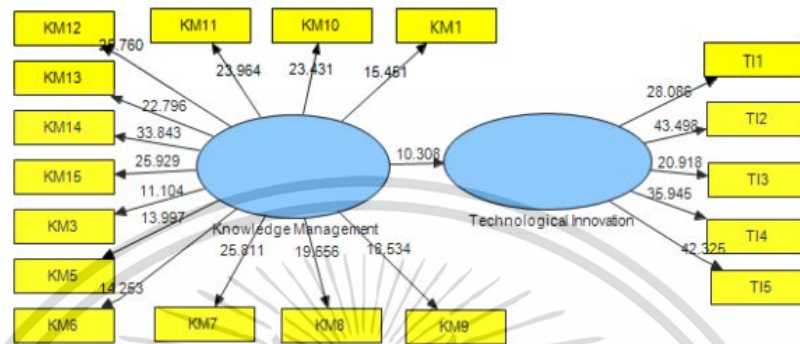 KM12
KM11
KM10
KM1
25.760
23.964
23.431
15.451
KM13
22.796
KM14
33.843
KM15
25.929
KM3
11.104
KM5
13.997
KM6
14.253
KM7
25.811
KM8
19.656
KM9
18.534
Knowledge Management
10.308
Technological Innovation
TI1
28.086
TI2
43.498
TI3
20.918
TI4
35.945
TI5
42.325